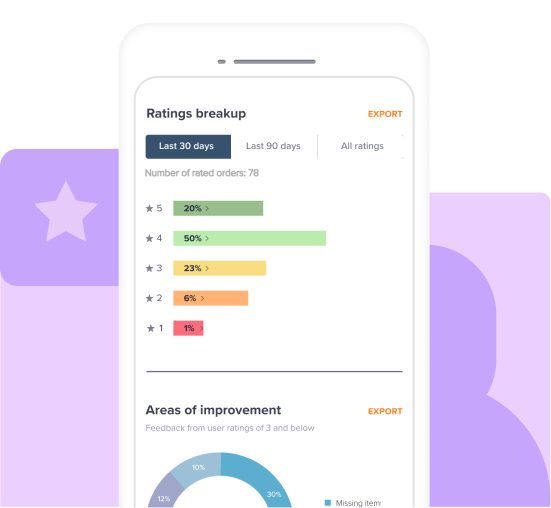 Ratings breakup
EXPORT
Last 30 days
Last 90 days
All ratings
Number of rated orders: 78
★ 5 20% >
★ 4 50% >
★ 3 23% >
★ 2 6% >
★ 1 1% >
Areas of improvement
EXPORT
Feedback from user ratings of 3 and below
10%
12%
30%
Missing item